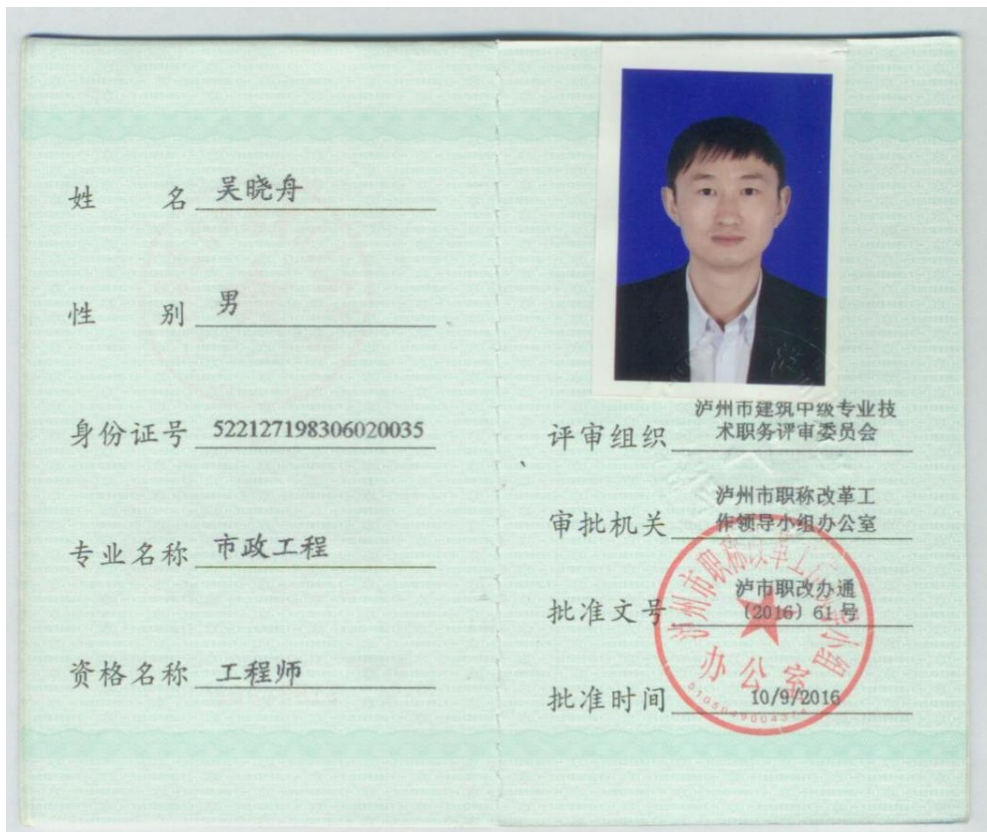 姓 名 吴晓舟
性 别 男
身份证号 522127198306020035
专业名称 市政工程
资格名称 工程师
泸州市建筑中级专业技
评审组织 术职务评审委员会
泸州市职称改革工
审批机关 作领导小组办公室
泸市职改办通
批准文号 (2016) 61 号
批准时间 10/9/2016
办公室